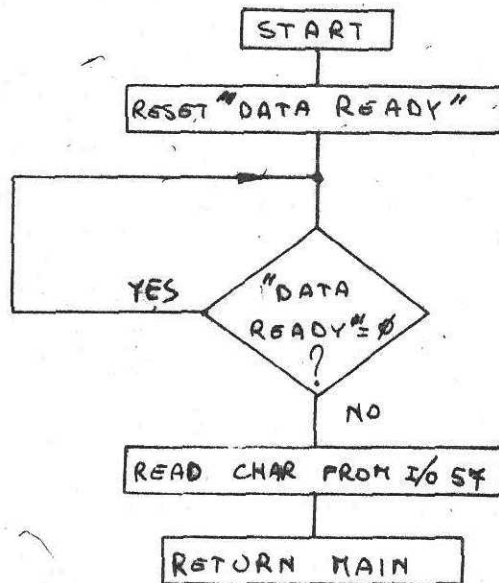 START
RESET "DATA READY"
YES
"DATA
READY" = Ø
?
NO
READ CHAR FROM I/O 57
RETURN MAIN